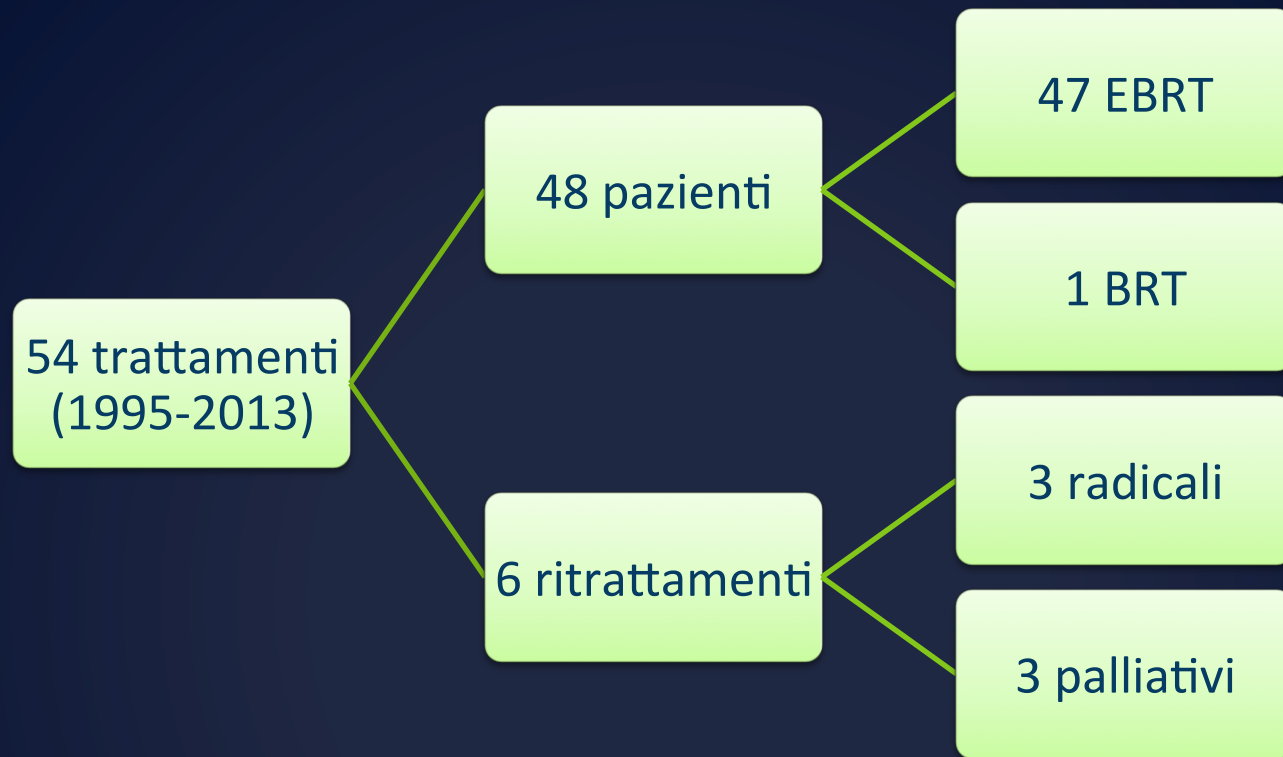 54 trattamenti
(1995-2013)
48 pazienti
47 EBRT
1 BRT
6 ritrattamenti
3 radicali
3 palliativi